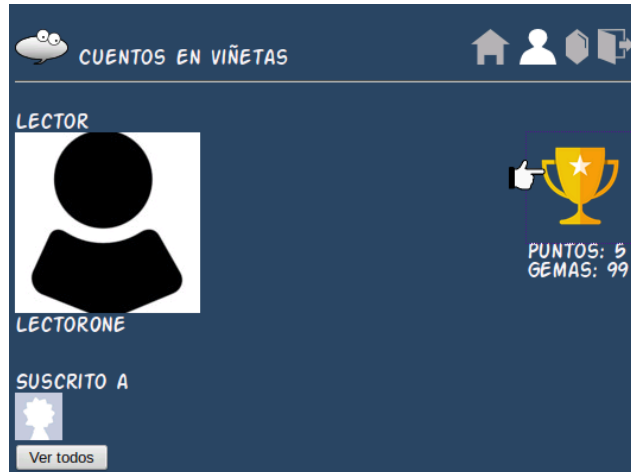 CUENTOS EN VIÑETAS
LECTOR
PUNTOS: 5
GEMAS: 99
LECTORONE
SUSCRITO A
Ver todos